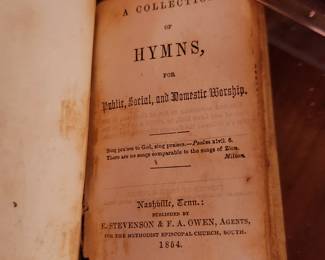 A COLLECTION
OF
HYMNS,
FOR
Public, Social, and Domestic Worship.
Sing praises to God, sing praises.—Psalms xlvii. 6.
There are no songs comparable to the songs of Zion.
Milton.
Nashville, Tenn.:
PUBLISHED BY
E. STEVENSON & F. A. OWEN, AGENTS,
FOR THE METHODIST EPISCOPAL CHURCH, SOUTH.
1854.